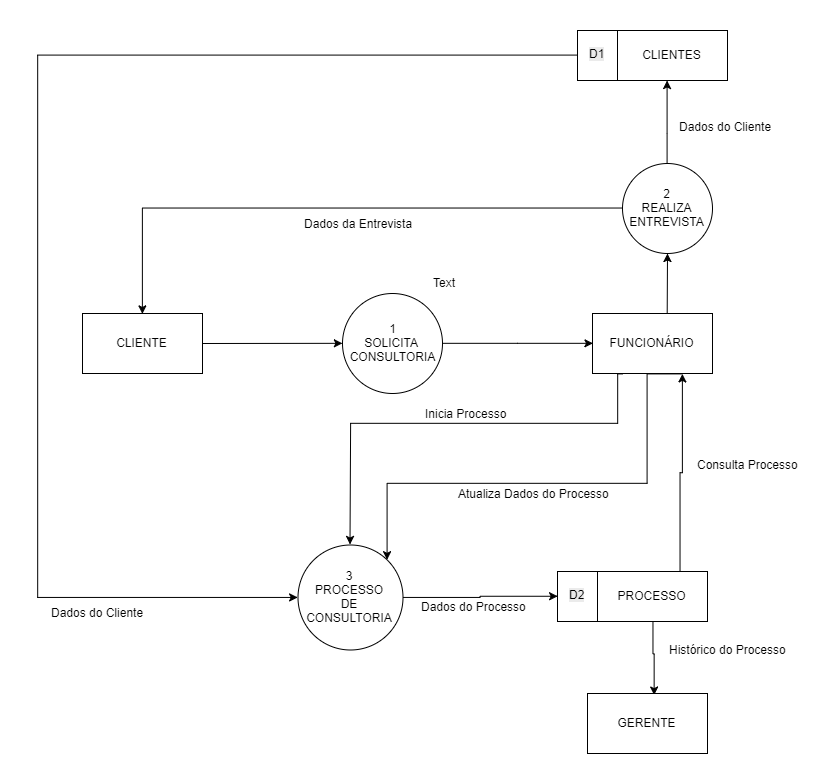 D1
CLIENTES
Dados do Cliente
2
REALIZA
ENTREVISTA
Dados da Entrevista
Text
CLIENTE
1
SOLICITA
CONSULTORIA
FUNCIONÁRIO
Inicia Processo
Consulta Processo
Atualiza Dados do Processo
3
PROCESSO
DE
CONSULTORIA
Dados do Cliente
Dados do Processo
D2
PROCESSO
Histórico do Processo
GERENTE